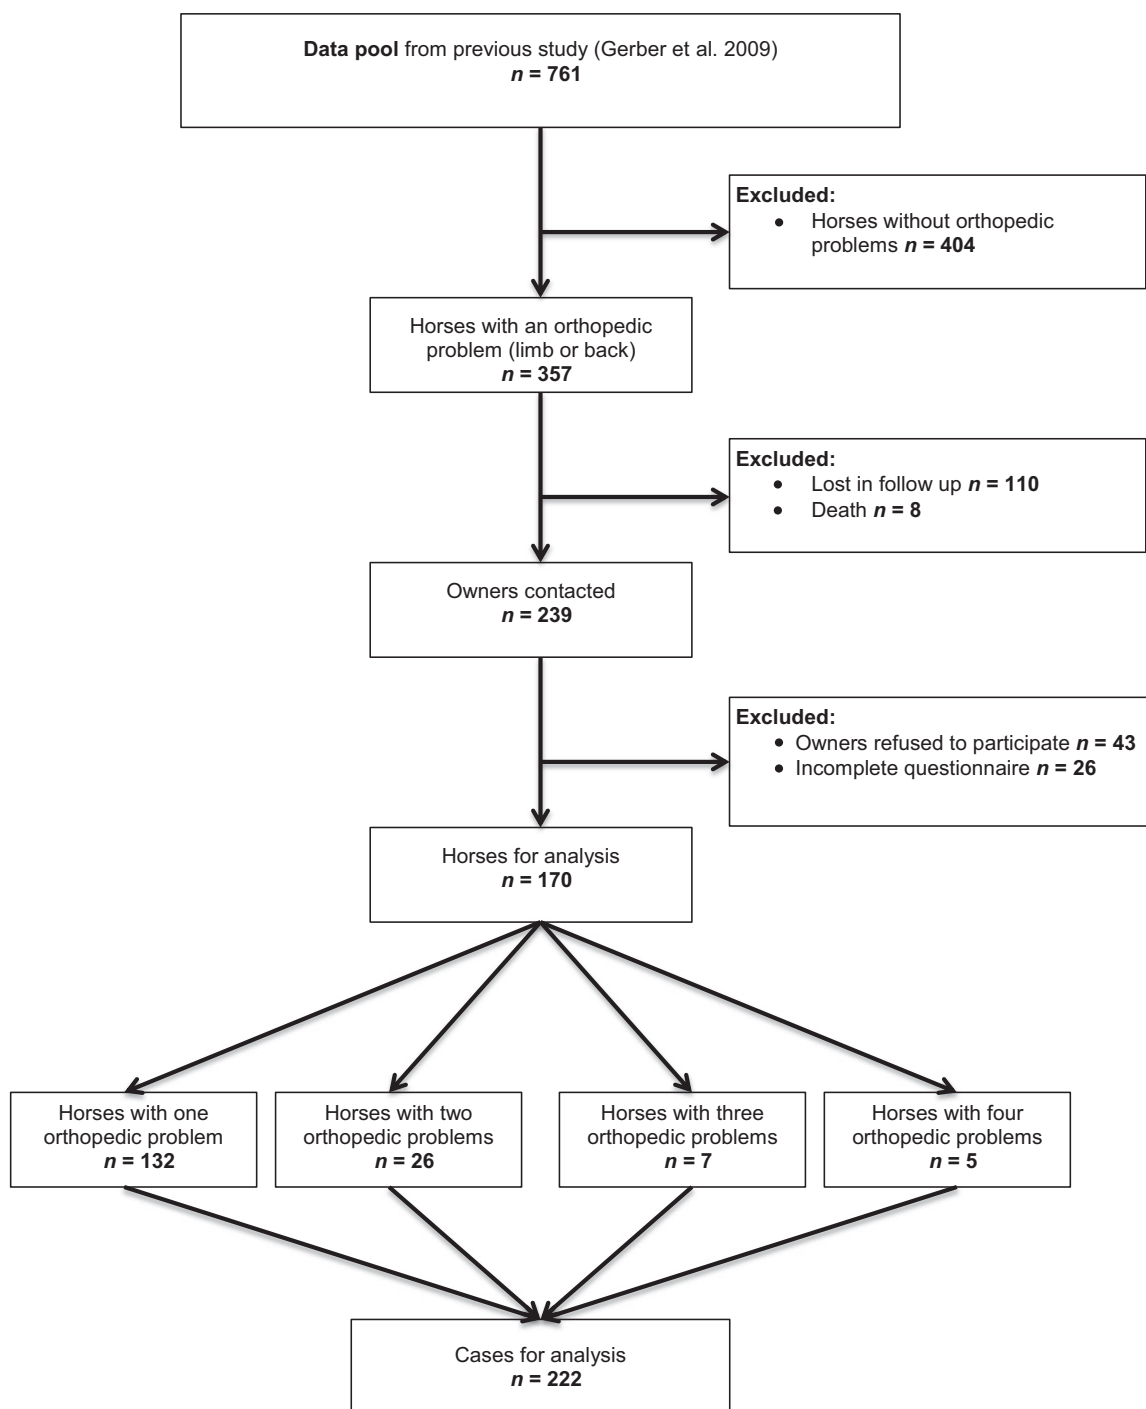 Data pool from previous study (Gerber et al. 2009)
n = 761
Excluded:
• Horses without orthopedic
problems n = 404
Horses with an orthopedic
problem (limb or back)
n = 357
Excluded:
• Lost in follow up n = 110
• Death n = 8
Owners contacted
n = 239
Excluded:
• Owners refused to participate n = 43
• Incomplete questionnaire n = 26
Horses for analysis
n = 170
Horses with one
orthopedic problem
n = 132
Horses with two
orthopedic problems
n = 26
Horses with three
orthopedic problems
n = 7
Horses with four
orthopedic problems
n = 5
Cases for analysis
n = 222